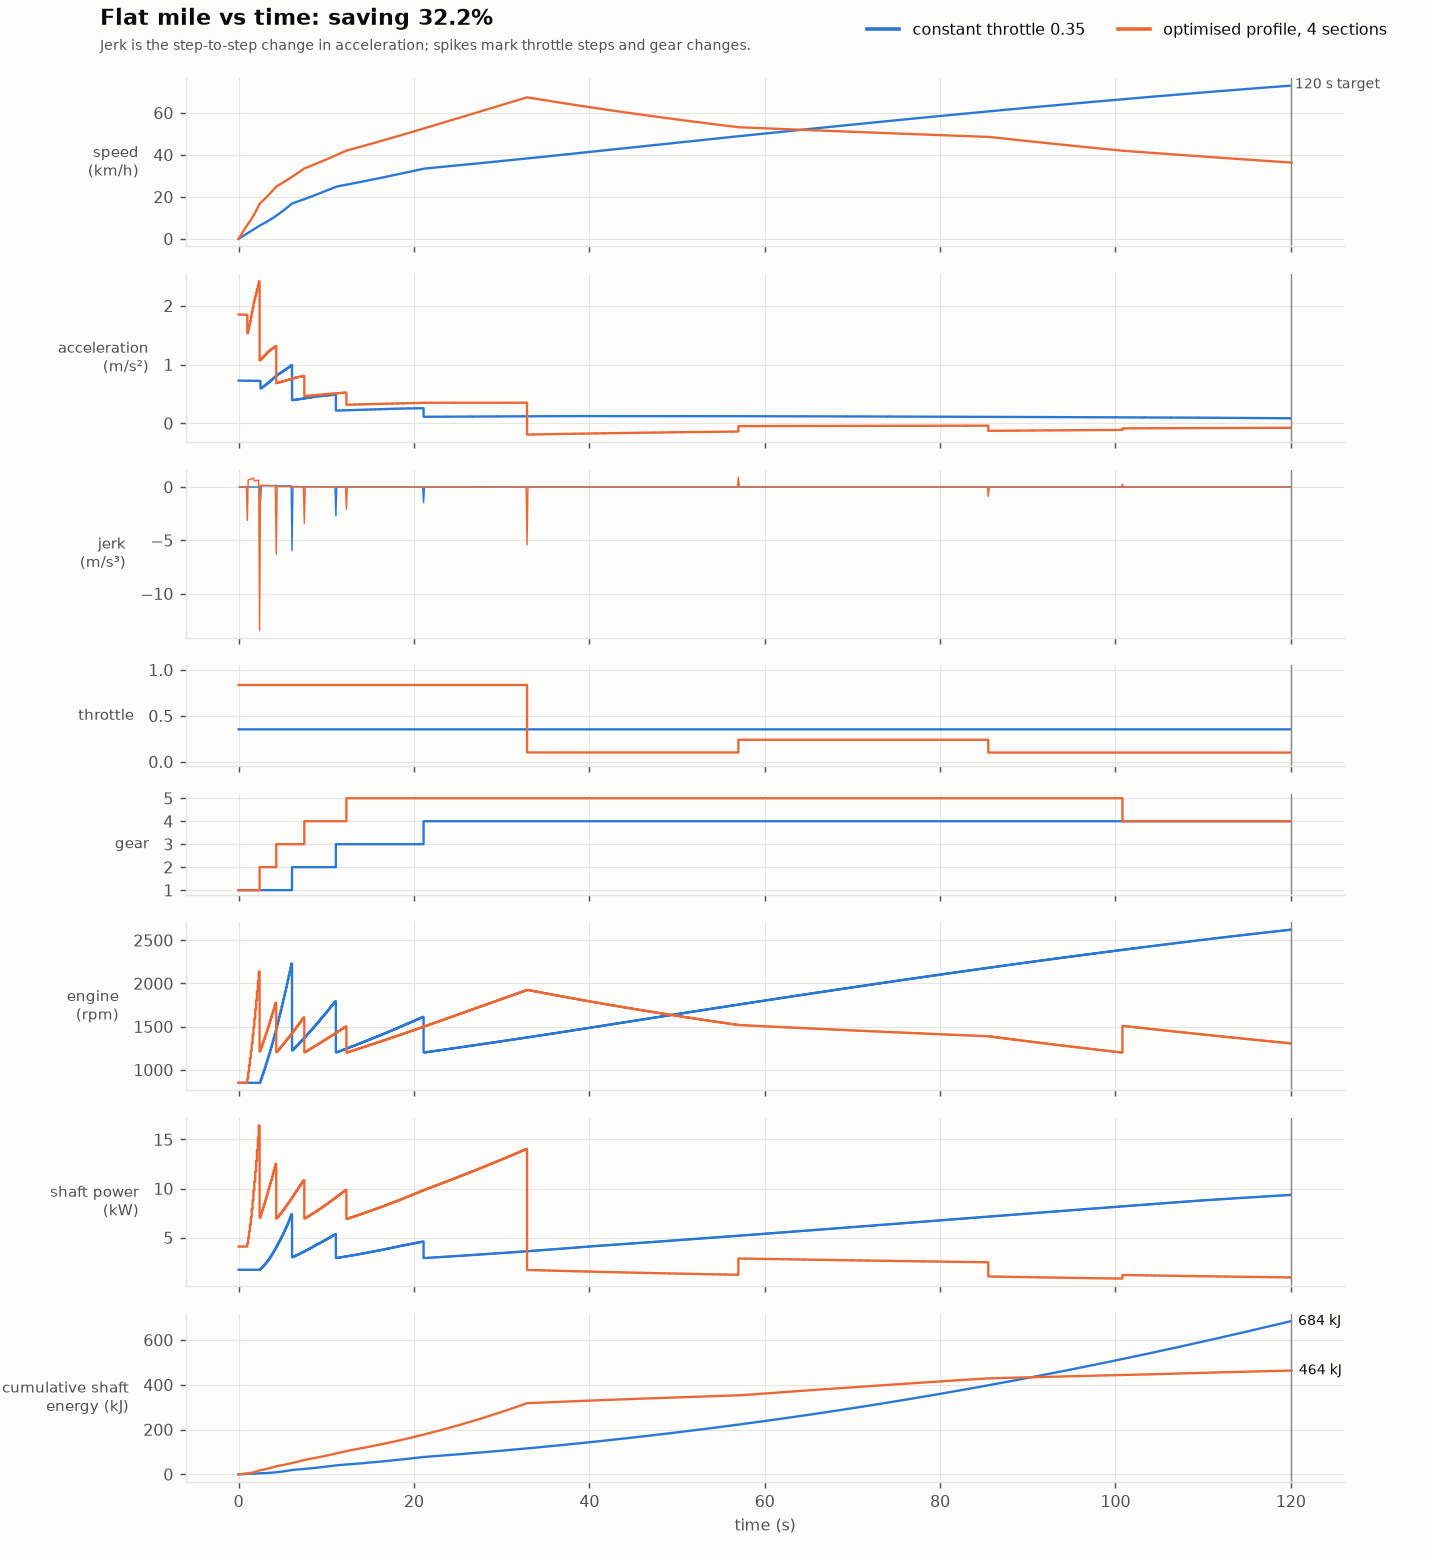 Flat mile vs time: saving 32.2%
Jerk is the step-to-step change in acceleration; spikes mark throttle steps and gear changes.
constant throttle 0.35
optimised profile, 4 sections
120 s target
speed
(km/h)
60
40
20
0
acceleration
(m/s²)
2
1
0
jerk
(m/s³)
0
−5
−10
throttle
1.0
0.5
0.0
gear
5
4
3
2
1
engine
(rpm)
2500
2000
1500
1000
shaft power
(kW)
15
10
5
cumulative shaft
energy (kJ)
600
400
200
0
684 kJ
464 kJ
0 20 40 60 80 100 120
time (s)